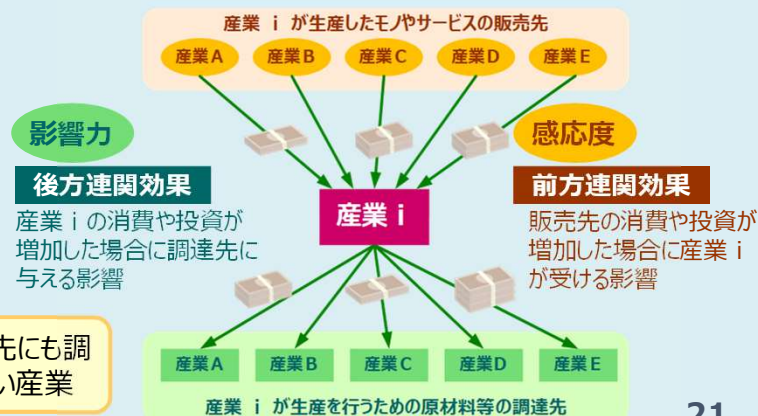 産業 i が生産したモノやサービスの販売先
産業A 産業B 産業C 産業D 産業E
影響力
後方連関効果
産業 i の消費や投資が
増加した場合に調達先に
与える影響
産業 i
感応度
前方連関効果
販売先の消費や投資が
増加した場合に産業 i
が受ける影響
先にも調
い産業
産業A 産業B 産業C 産業D 産業E
産業 i が生産を行うための原材料等の調達先
21